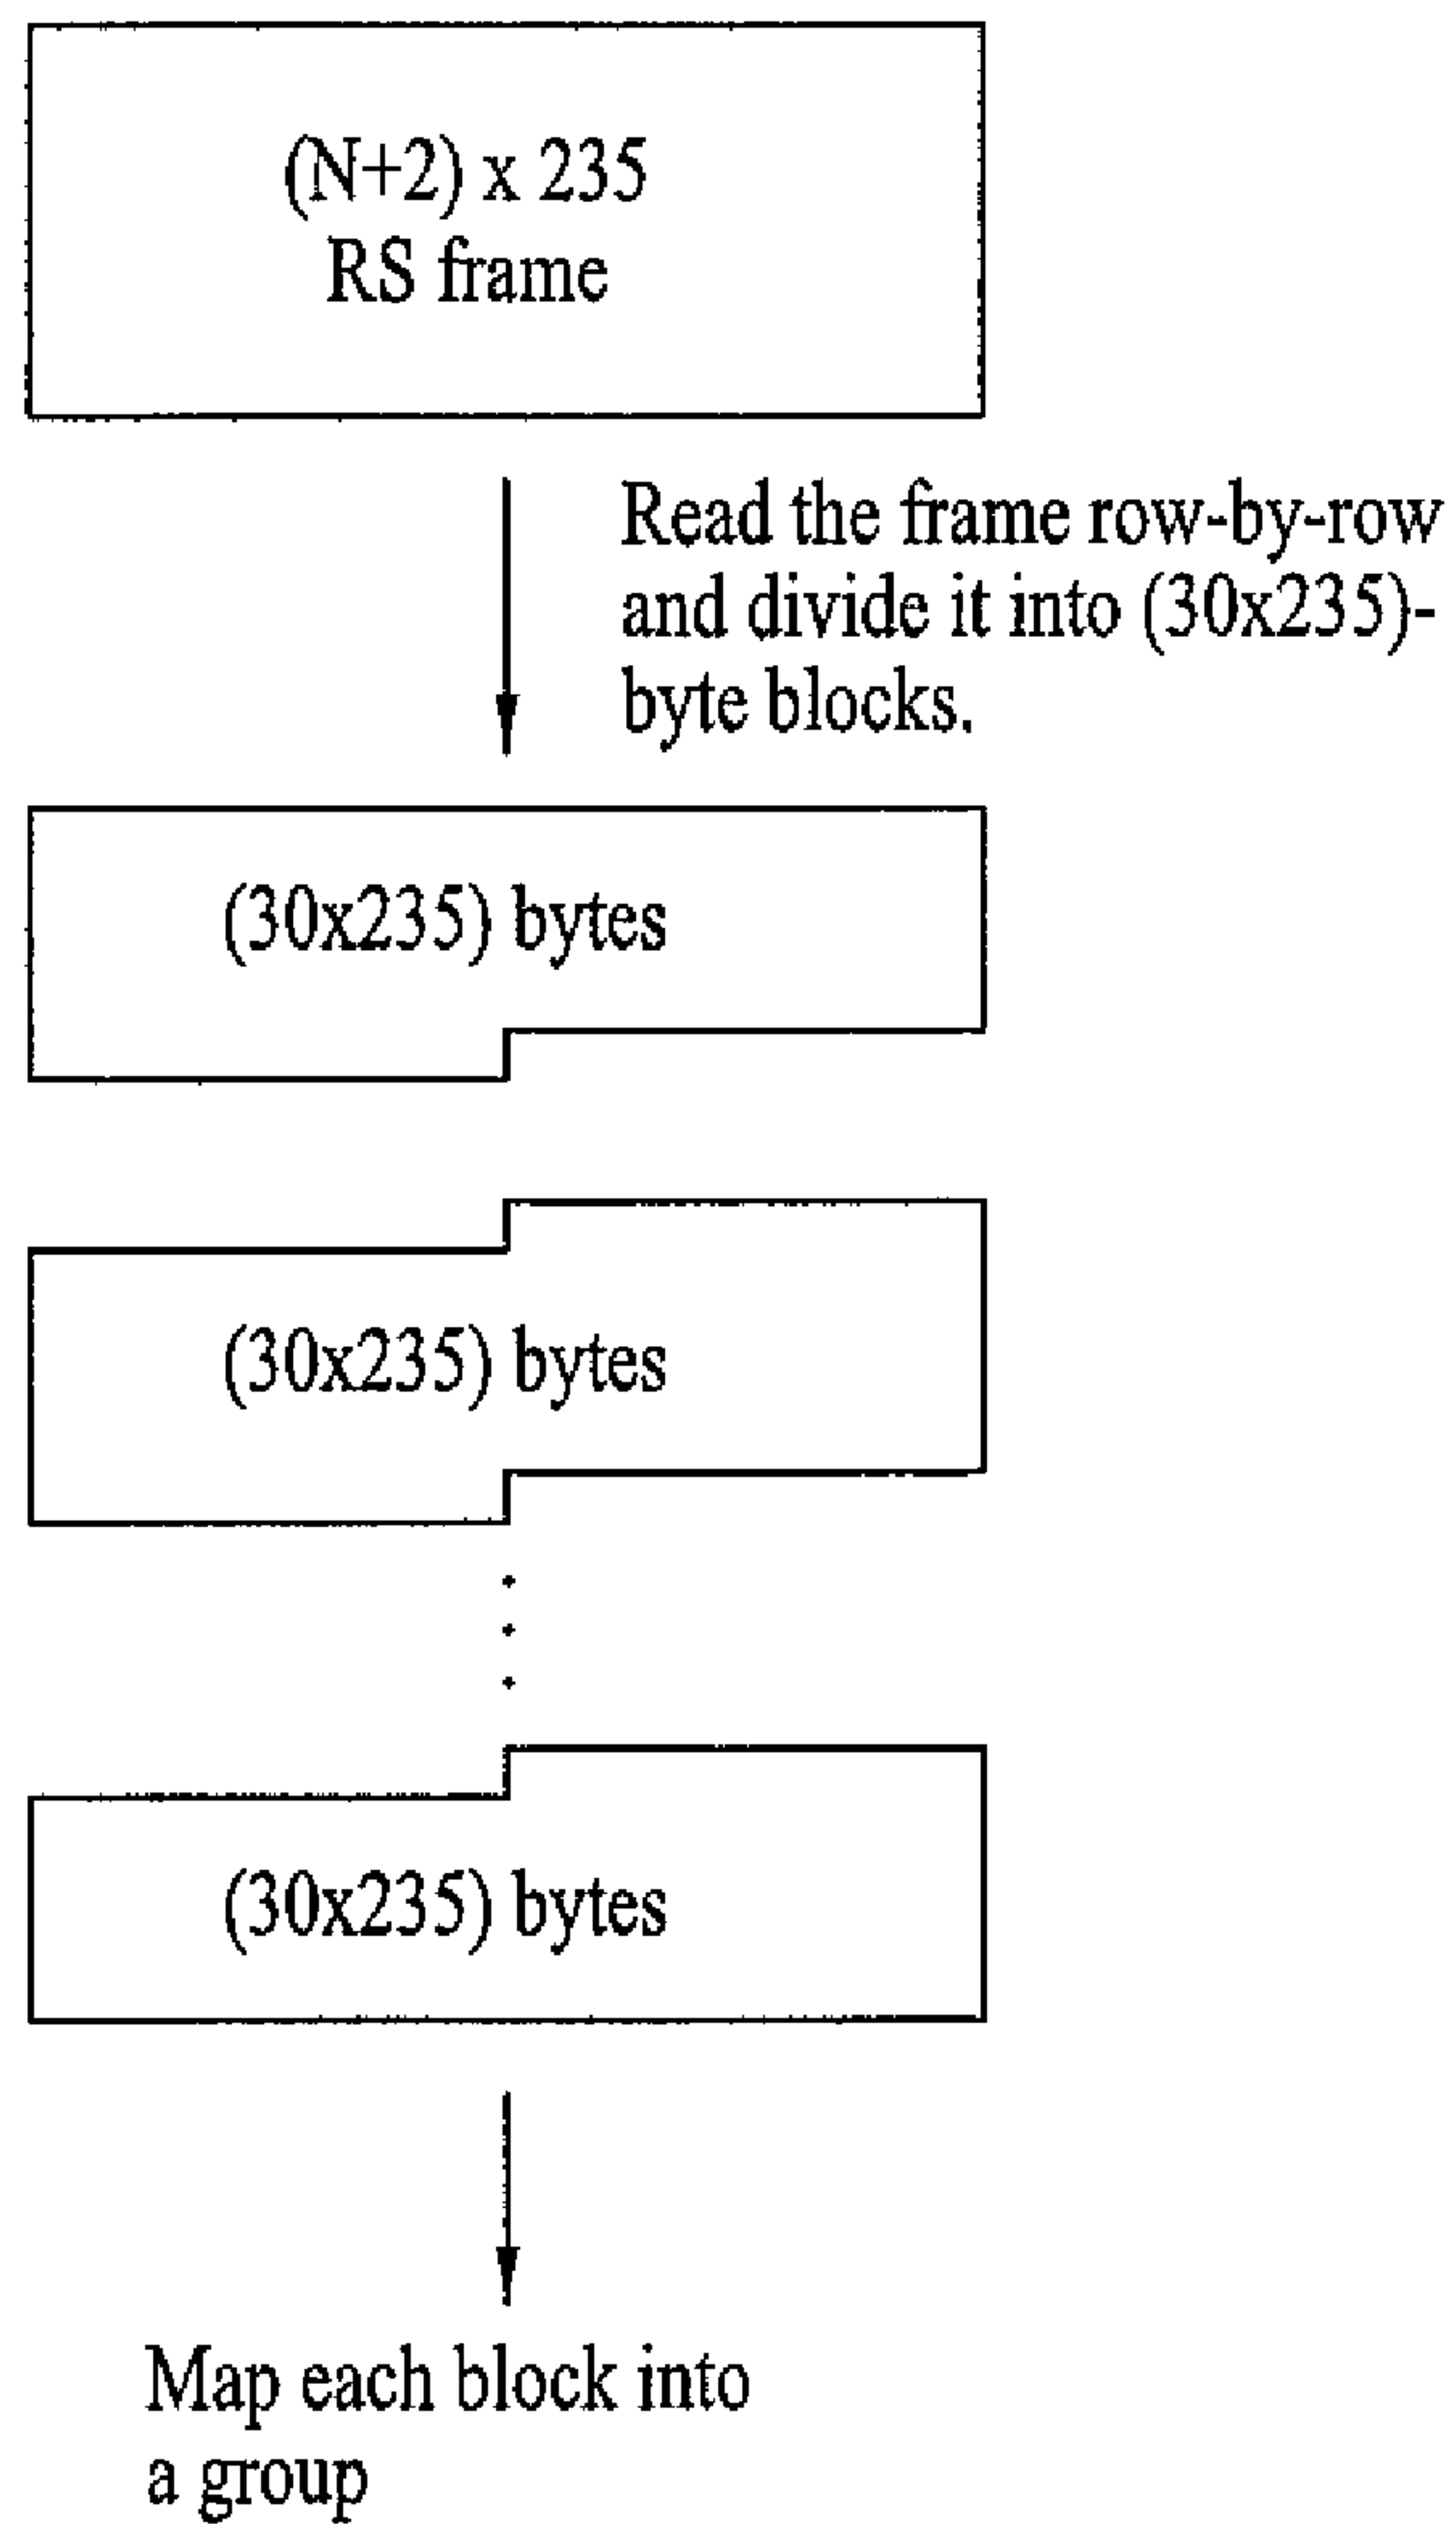 (N+2) x 235
RS frame
Read the frame row-by-row
and divide it into (30x235)-
byte blocks.
(30x235) bytes
(30x235) bytes
(30x235) bytes
Map each block into
a group